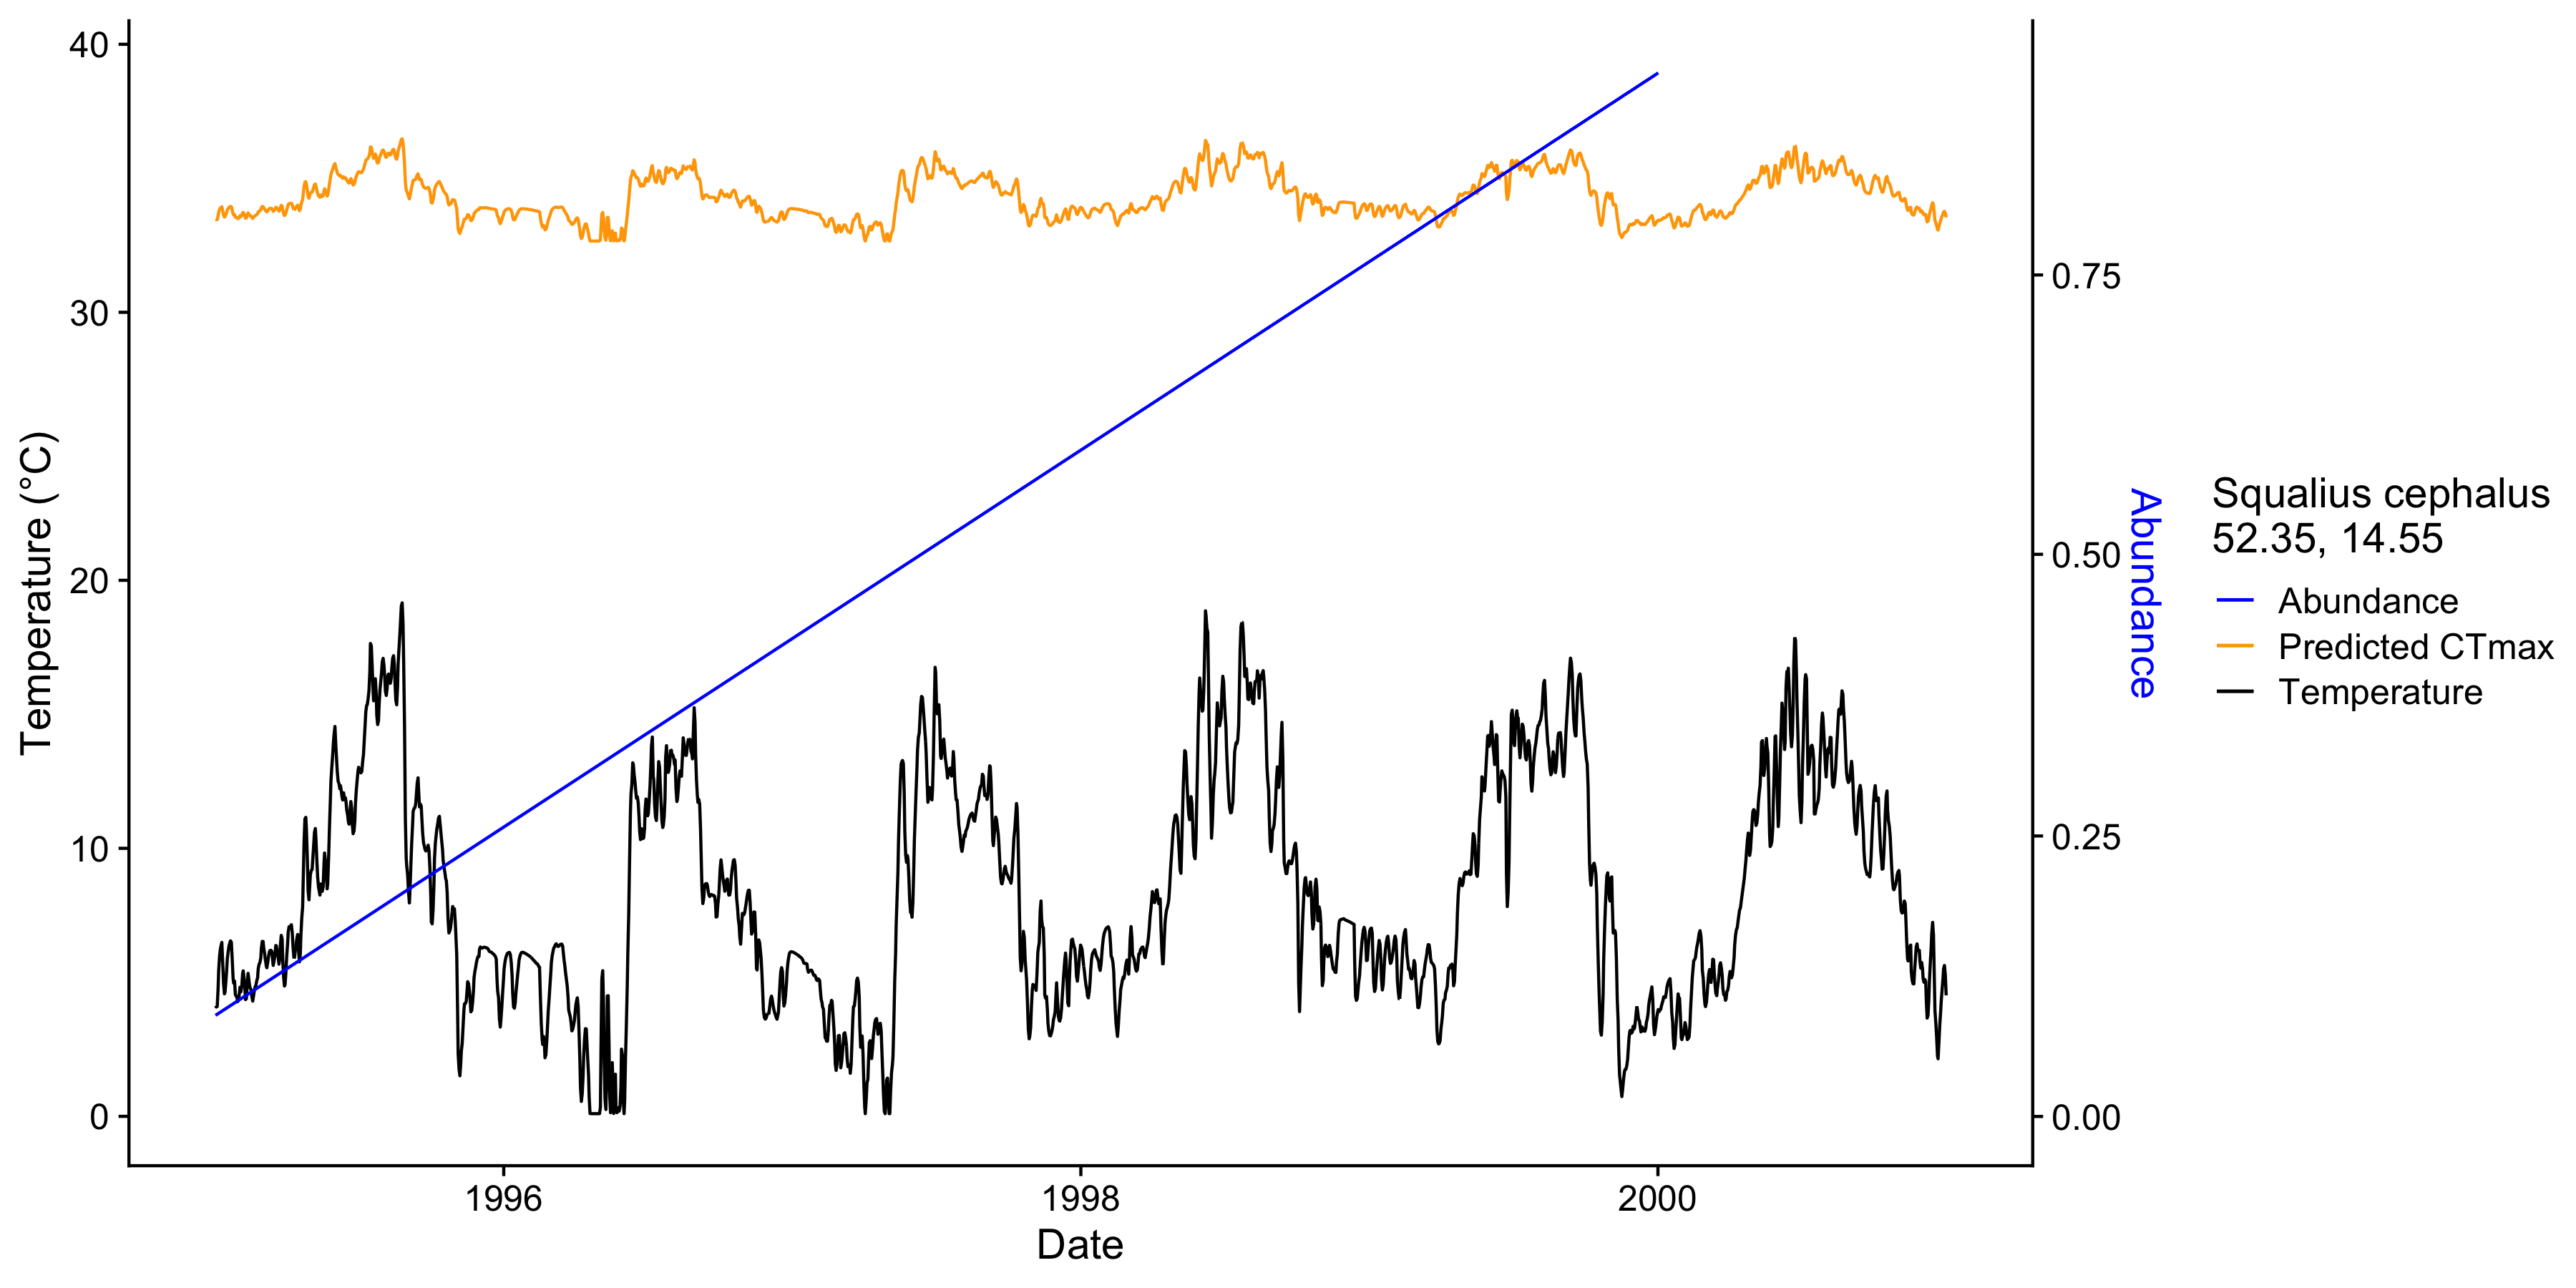 40
30
20
10
0
Temperature (°C)
1996
1998
2000
Date
0.75
0.50
0.25
0.00
Abundance
Squalius cephalus
52.35, 14.55
Abundance
Predicted CTmax
Temperature